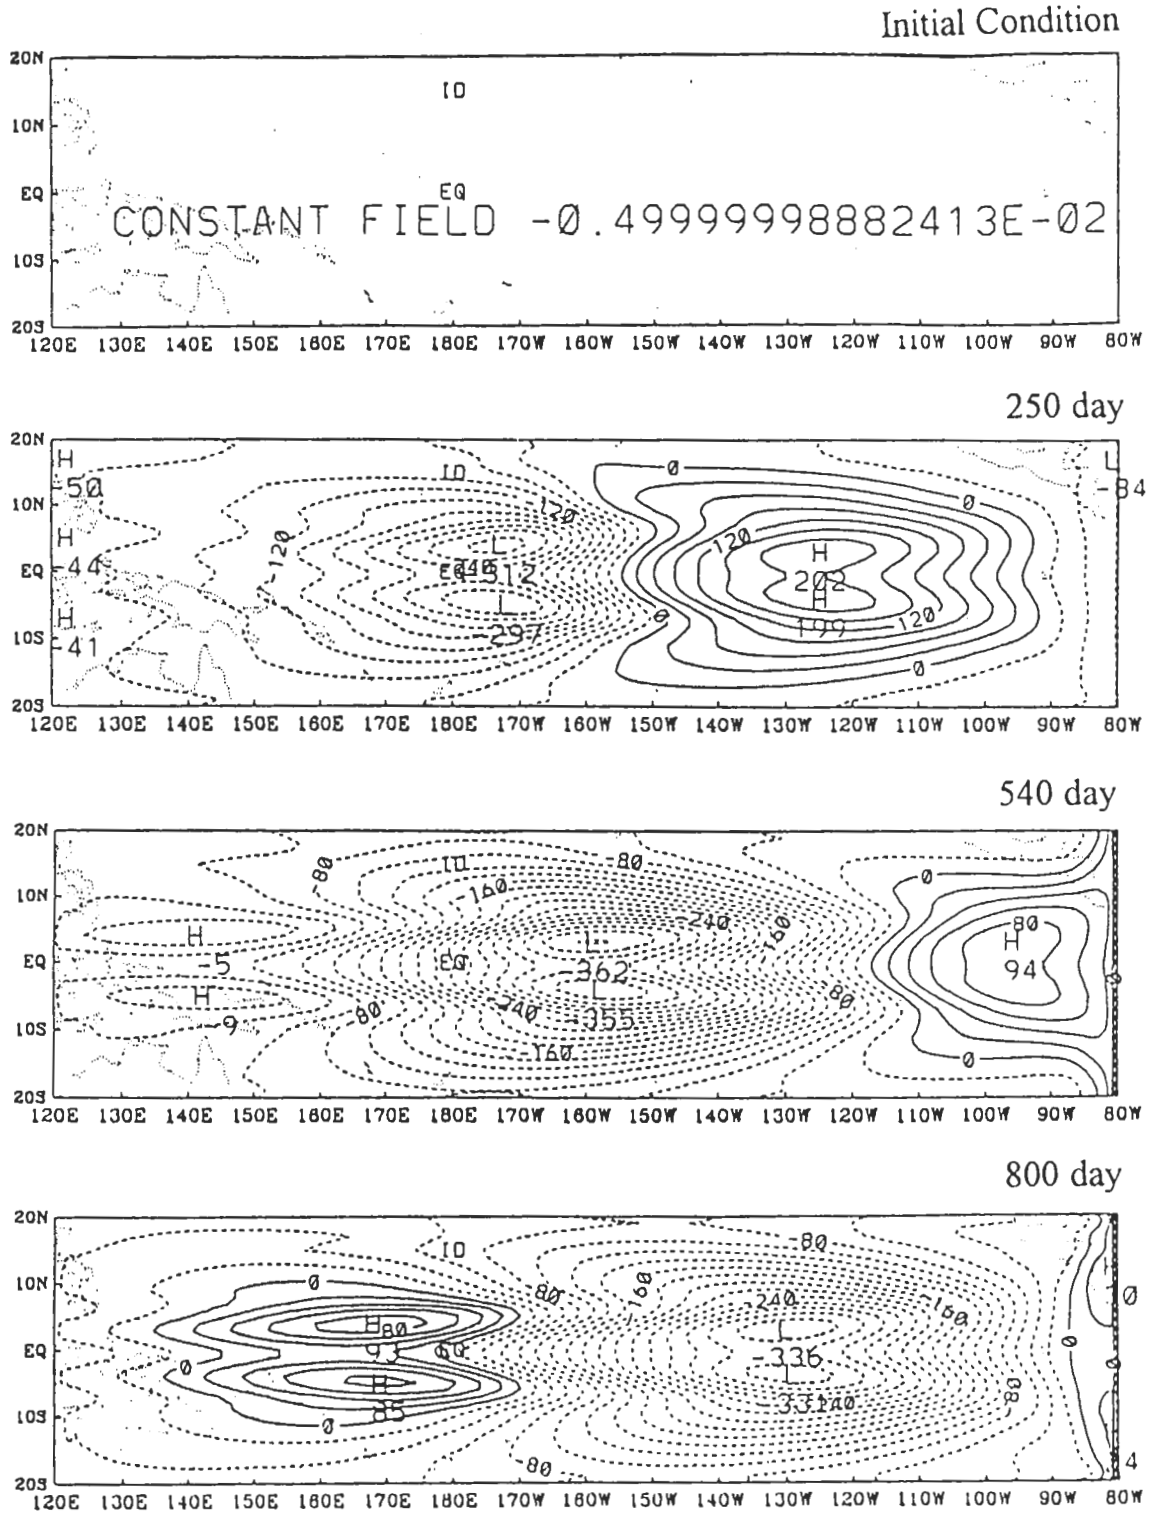 Initial Condition
20N
ID
10N
EQ
EQ
CONSTANT FIELD -0.49999998882413E-02
10S
20S
120E 130E 140E 150E 160E 170E 180E 170W 160W 150W 140W 130W 120W 110W 100W 90W 80W
250 day
20N
H
ID
0
L
-50
10N
120
0
-84
H
-120
L
120
H
-44
EQ
EQ
-312
202
H
L
H
-41
10S
-297
0
199
120
0
20S
120E 130E 140E 150E 160E 170E 180E 170W 160W 150W 140W 130W 120W 110W 100W 90W 80W
540 day
20N
-80
ID
-80
0
10N
-160
-240
-160
80
H
L
H
-5
EQ
EQ
-362
94
0
H
L
80
-9
80
-240
-355
10S
-160
0
20S
120E 130E 140E 150E 160E 170E 180E 170W 160W 150W 140W 130W 120W 110W 100W 90W 80W
800 day
20N
ID
-80
10N
0
80
-160
-240
-160
0
H
80
L
0
EQ
93
-336
0
0
H
L
80
85
10S
0
-80
4
20S
120E 130E 140E 150E 160E 170E 180E 170W 160W 150W 140W 130W 120W 110W 100W 90W 80W